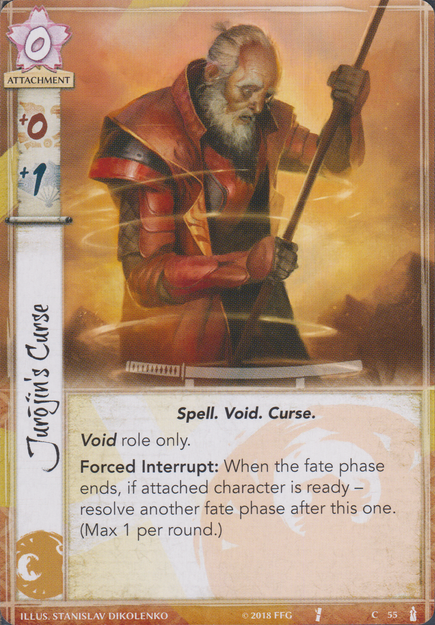 0
ATTACHMENT
+0
+1
Jurōjin's Curse
Spell. Void. Curse.
Void role only.
Forced Interrupt: When the fate phase
ends, if attached character is ready –
resolve another fate phase after this one.
(Max 1 per round.)
ILLUS. STANISLAV DIKOLENKO © 2018 FFG C 55